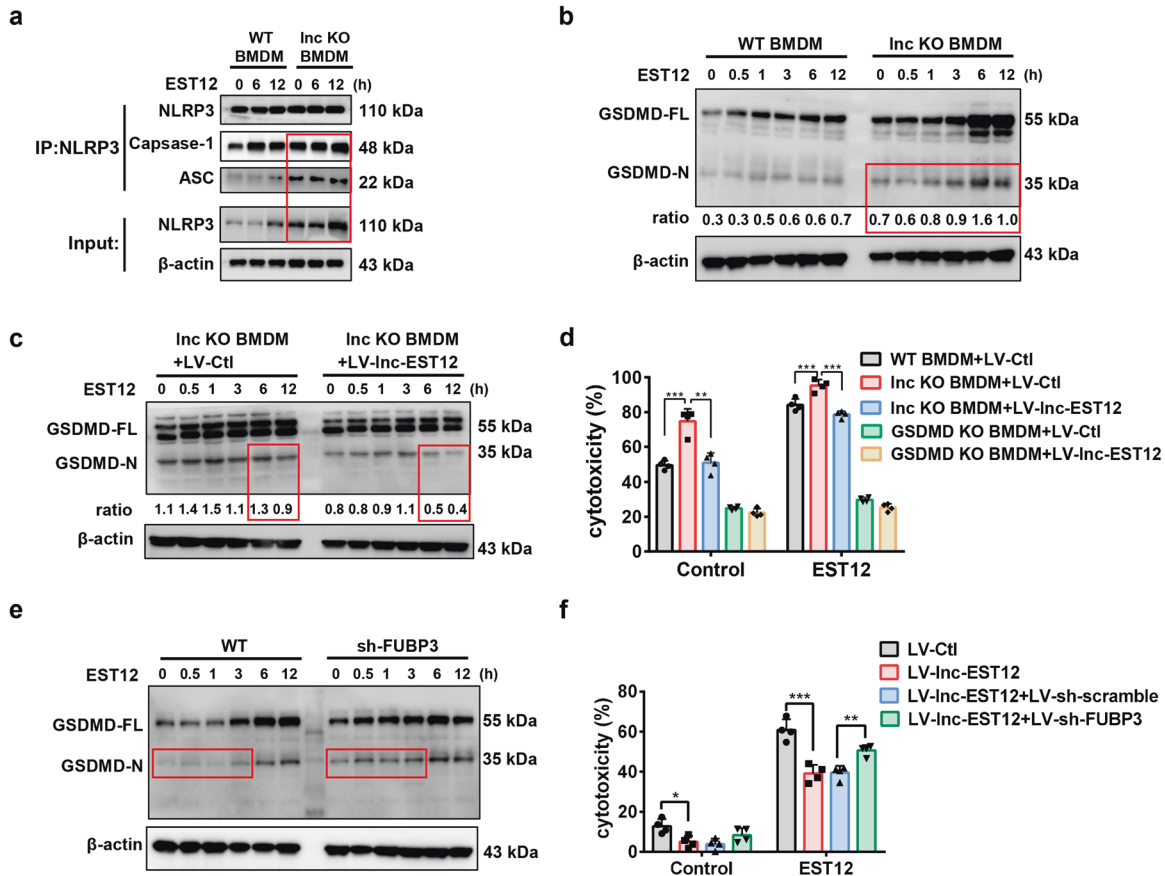 a
WT
BMDM
lnc KO
BMDM
EST12 0 6 12 0 6 12 (h)
IP:NLRP3
NLRP3 110 kDa
Capsase-1 48 kDa
ASC 22 kDa
Input:
NLRP3 110 kDa
β-actin 43 kDa
b
WT BMDM lnc KO BMDM
EST12 0 0.5 1 3 6 12 0 0.5 1 3 6 12 (h)
GSDMD-FL 55 kDa
GSDMD-N 35 kDa
ratio 0.3 0.3 0.5 0.6 0.6 0.7 0.7 0.6 0.8 0.9 1.6 1.0
β-actin 43 kDa
c
lnc KO BMDM
+LV-Ctl
lnc KO BMDM
+LV-lnc-EST12
EST12 0 0.5 1 3 6 12 0 0.5 1 3 6 12 (h)
GSDMD-FL 55 kDa
GSDMD-N 35 kDa
ratio 1.1 1.4 1.5 1.1 1.3 0.9 0.8 0.8 0.9 1.1 0.5 0.4
β-actin 43 kDa
d
WT BMDM+LV-Ctl
lnc KO BMDM+LV-Ctl
lnc KO BMDM+LV-lnc-EST12
GSDMD KO BMDM+LV-Ctl
GSDMD KO BMDM+LV-lnc-EST12
cytotoxicity (%)
100
80
60
40
20
0
*** ** *** ***
Control EST12
e
WT sh-FUBP3
EST12 0 0.5 1 3 6 12 0 0.5 1 3 6 12 (h)
GSDMD-FL 55 kDa
GSDMD-N 35 kDa
β-actin 43 kDa
f
LV-Ctl
LV-lnc-EST12
LV-lnc-EST12+LV-sh-scramble
LV-lnc-EST12+LV-sh-FUBP3
cytotoxicity (%)
80
60
40
20
0
* *** **
Control EST12